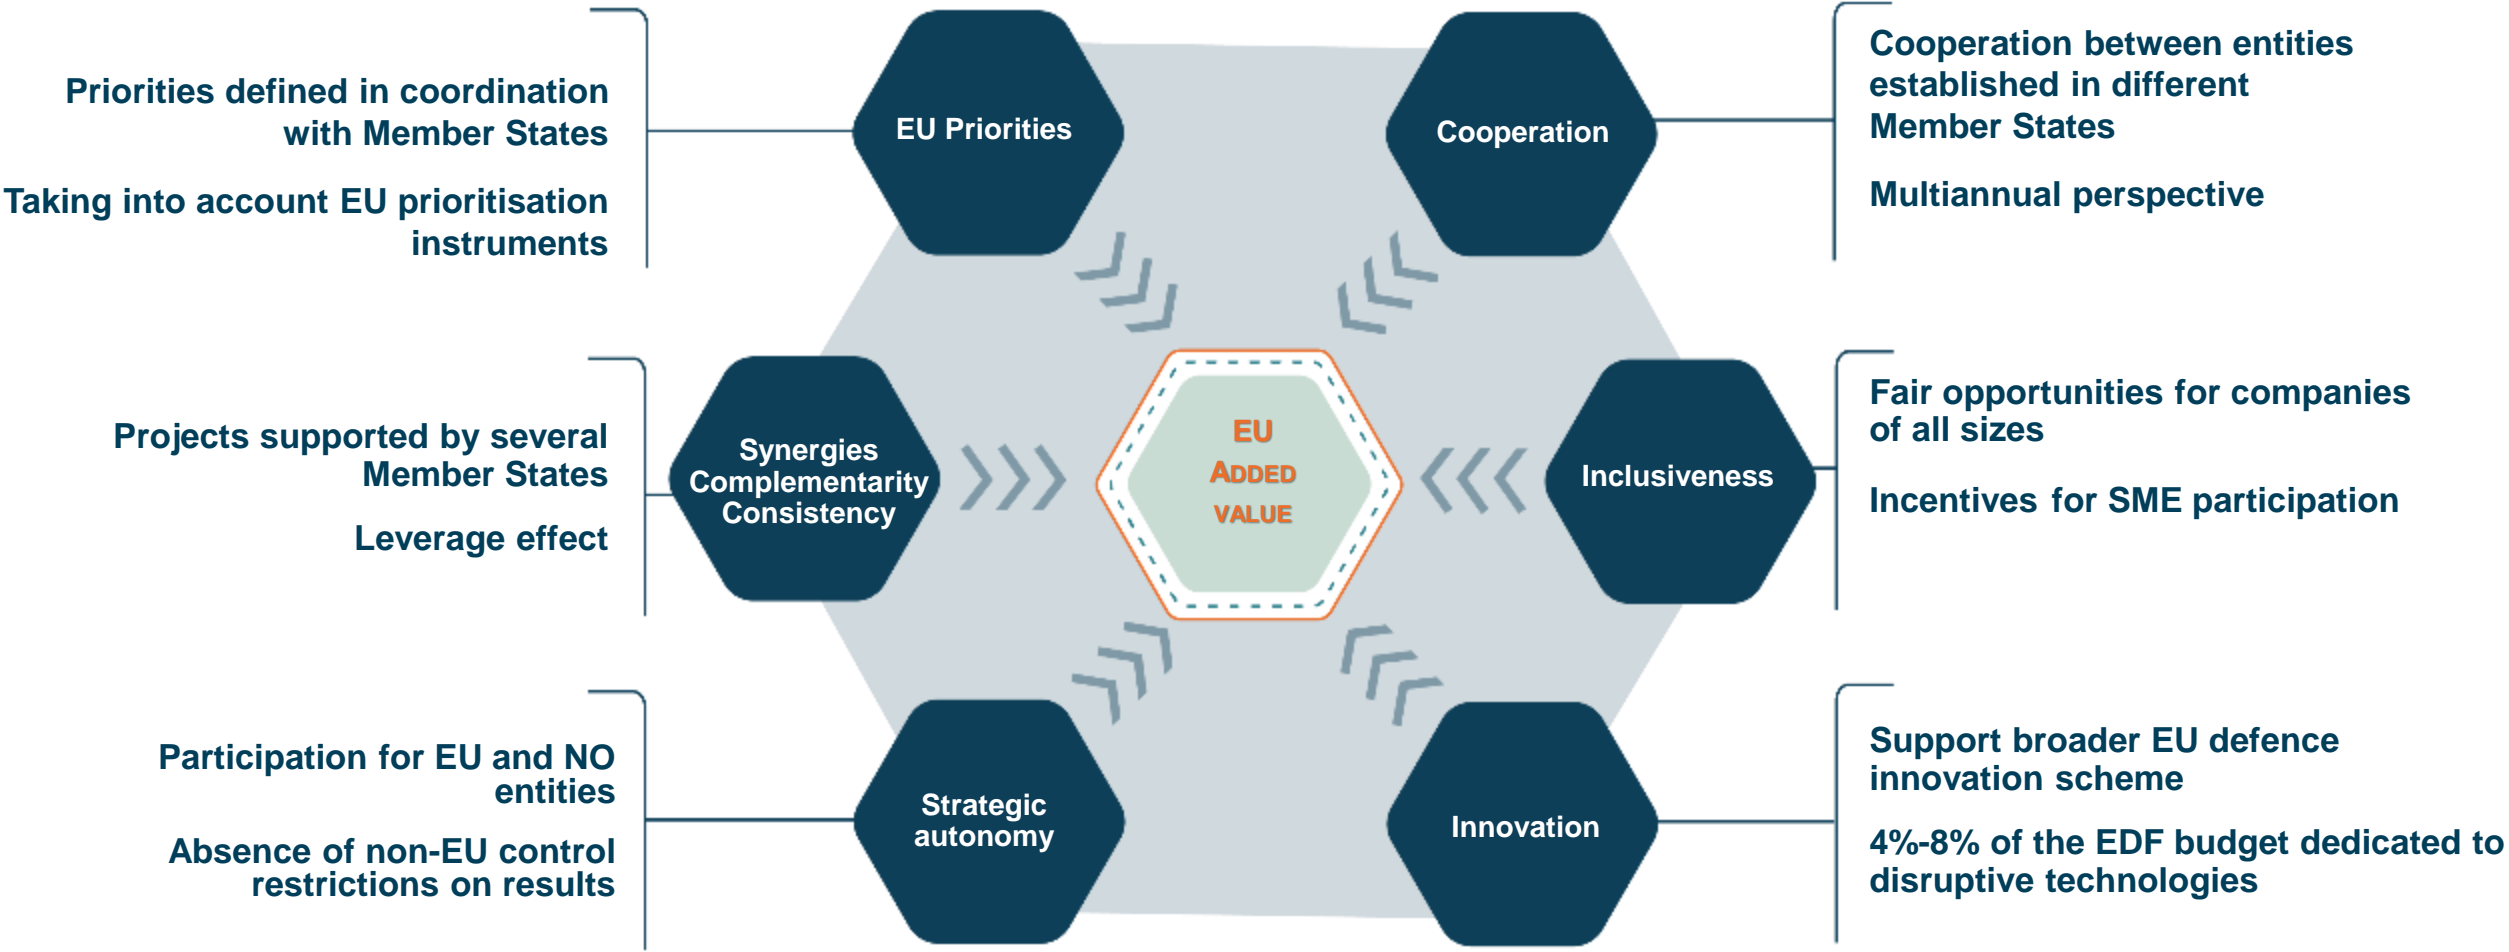 Priorities defined in coordination
with Member States
Taking into account EU prioritisation
instruments
EU Priorities
Cooperation
Cooperation between entities
established in different
Member States
Multiannual perspective
Projects supported by several
Member States
Leverage effect
Synergies
Complementarity
Consistency
EU
ADDED
VALUE
Inclusiveness
Fair opportunities for companies
of all sizes
Incentives for SME participation
Participation for EU and NO
entities
Absence of non-EU control
restrictions on results
Strategic
autonomy
Innovation
Support broader EU defence
innovation scheme
4%-8% of the EDF budget dedicated to
disruptive technologies